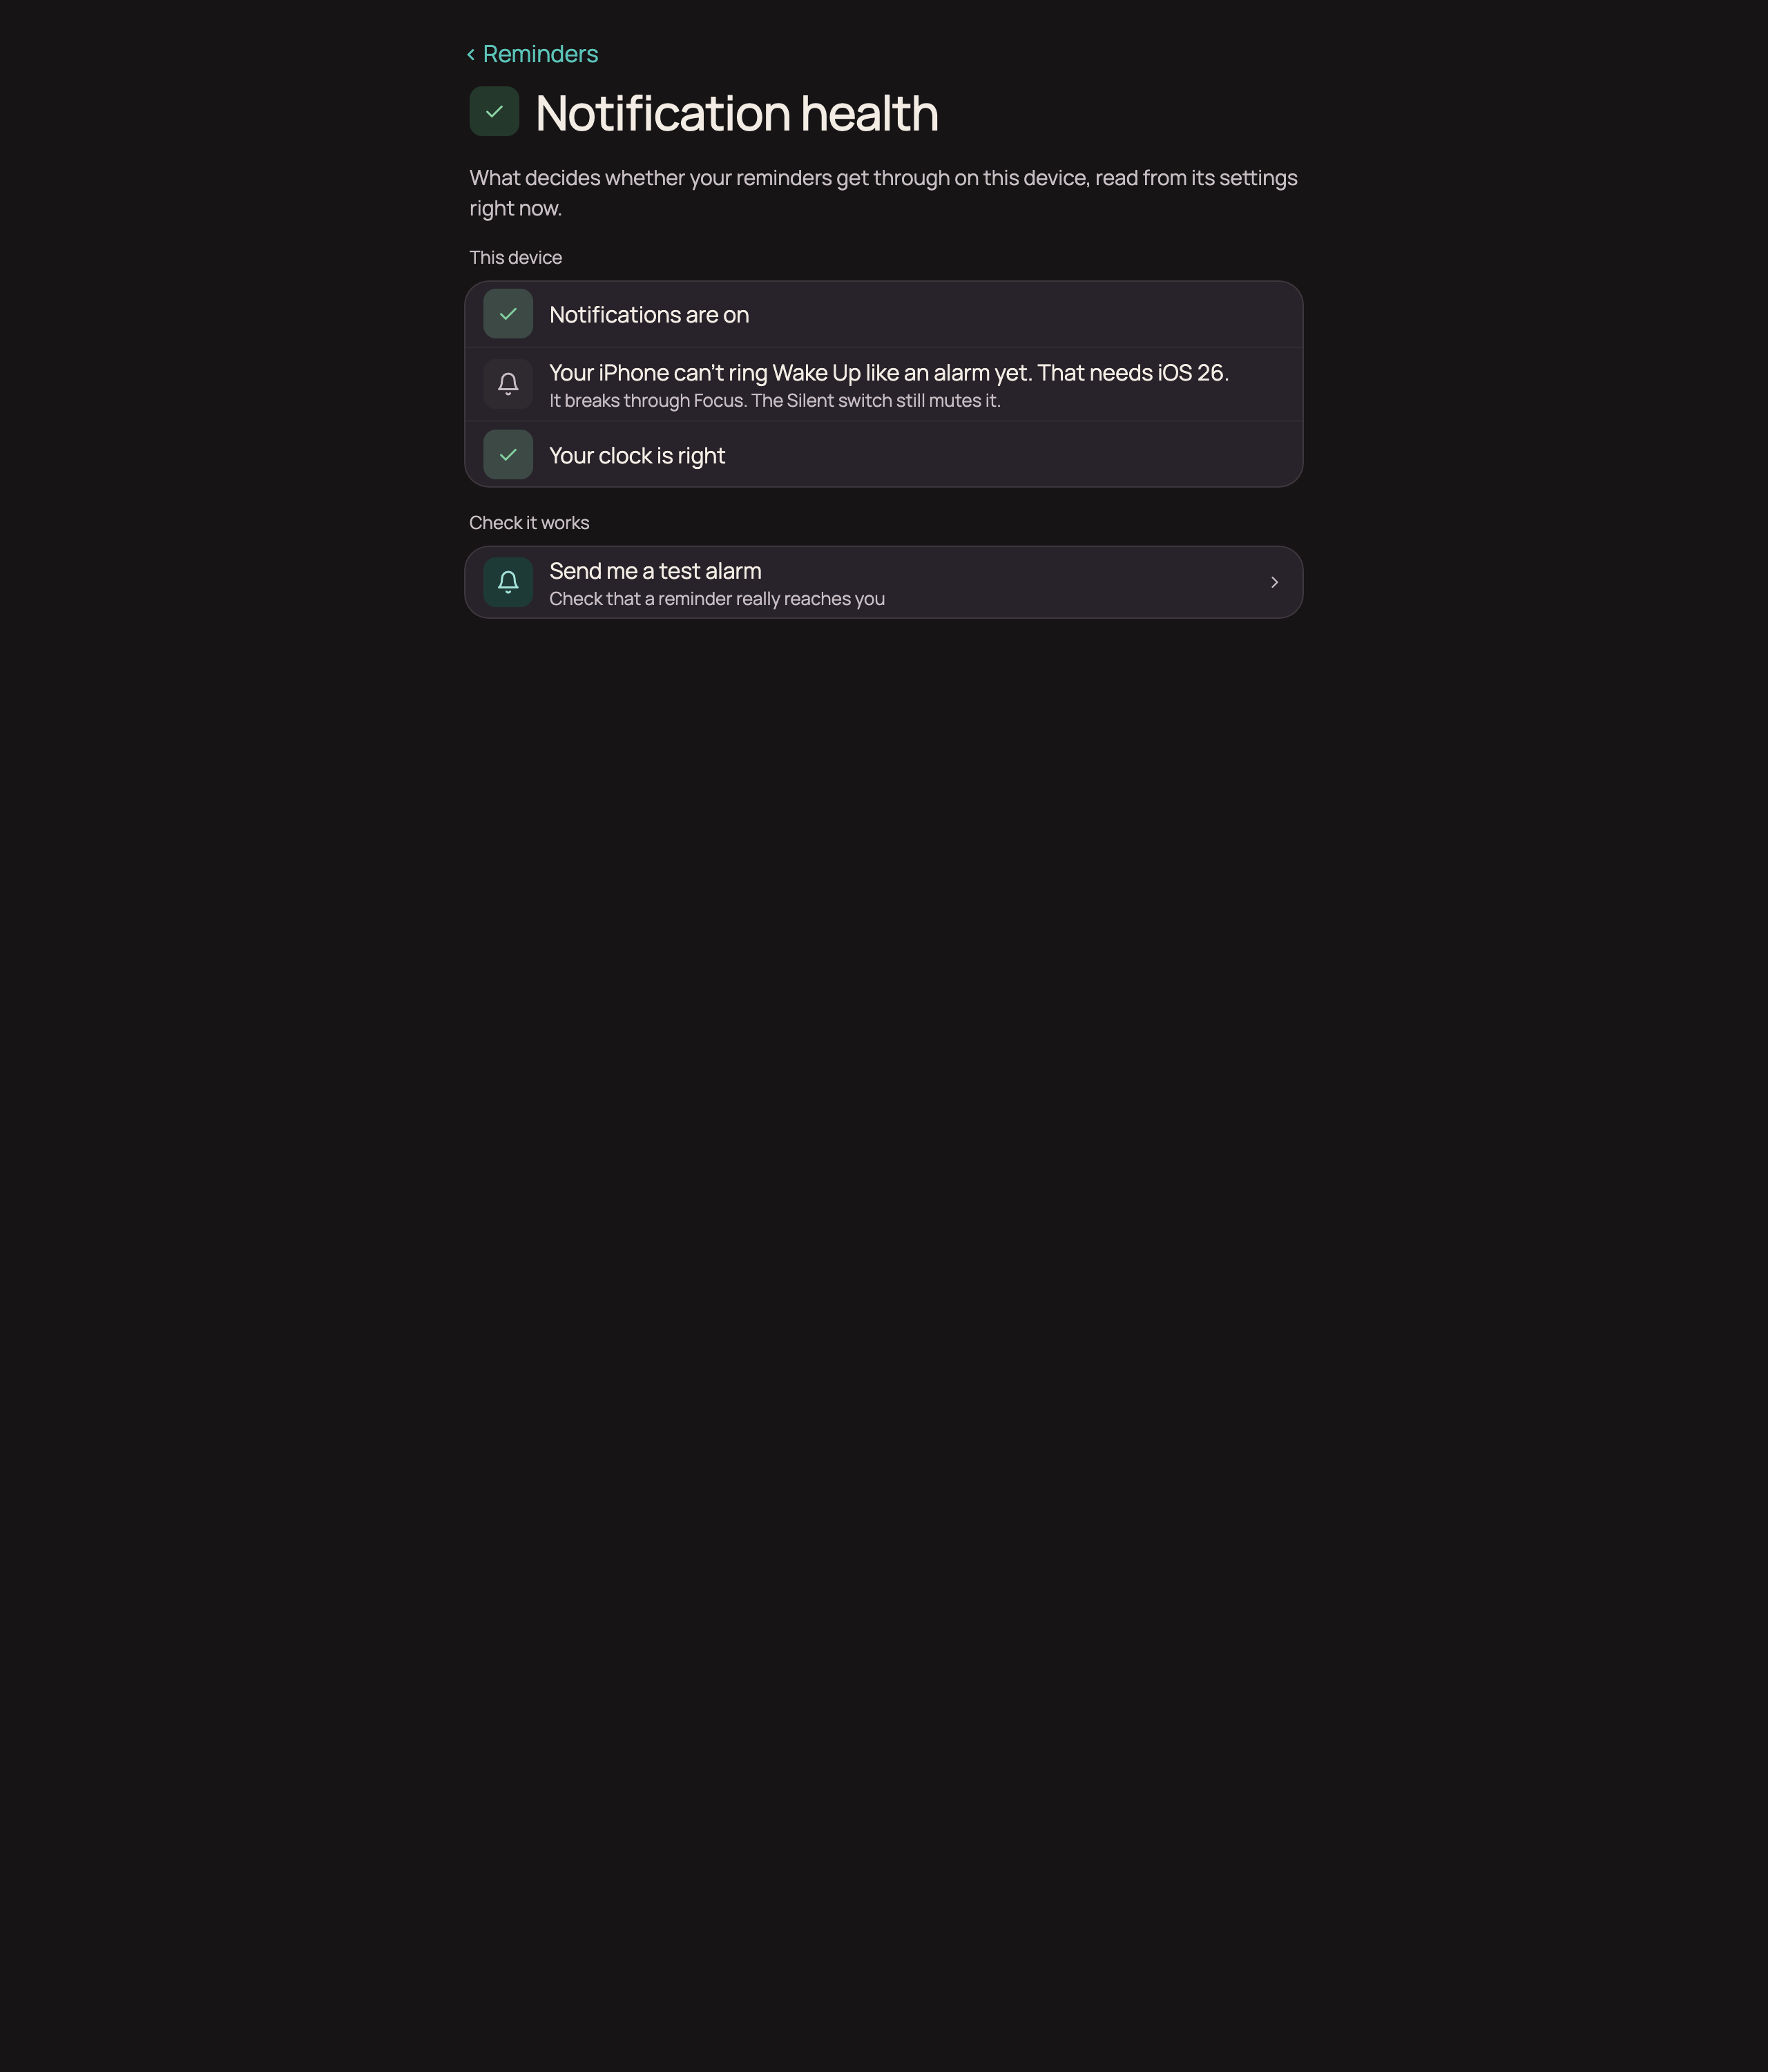 Reminders
Notification health
What decides whether your reminders get through on this device, read from its settings
right now.
This device
Notifications are on
Your iPhone can’t ring Wake Up like an alarm yet. That needs iOS 26.
It breaks through Focus. The Silent switch still mutes it.
Your clock is right
Check it works
Send me a test alarm
Check that a reminder really reaches you